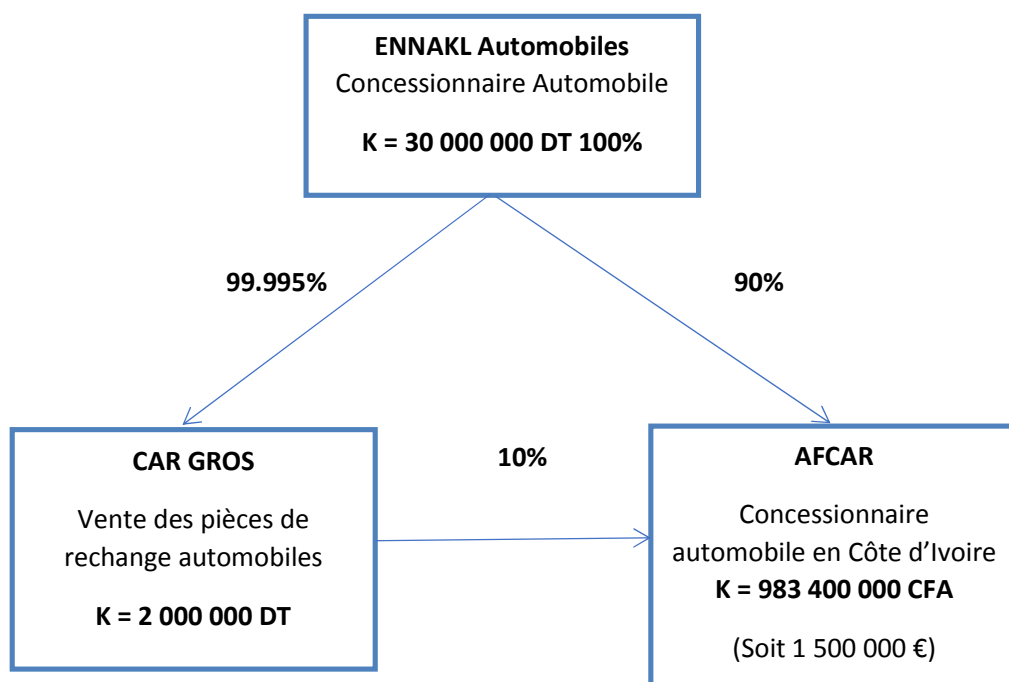 ENNAKL Automobiles
Concessionnaire Automobile
K = 30 000 000 DT 100%
99.995%
90%
CAR GROS
Vente des pièces de
rechange automobiles
K = 2 000 000 DT
10%
AFCAR
Concessionnaire
automobile en Côte d’Ivoire
K = 983 400 000 CFA
(Soit 1 500 000 €)